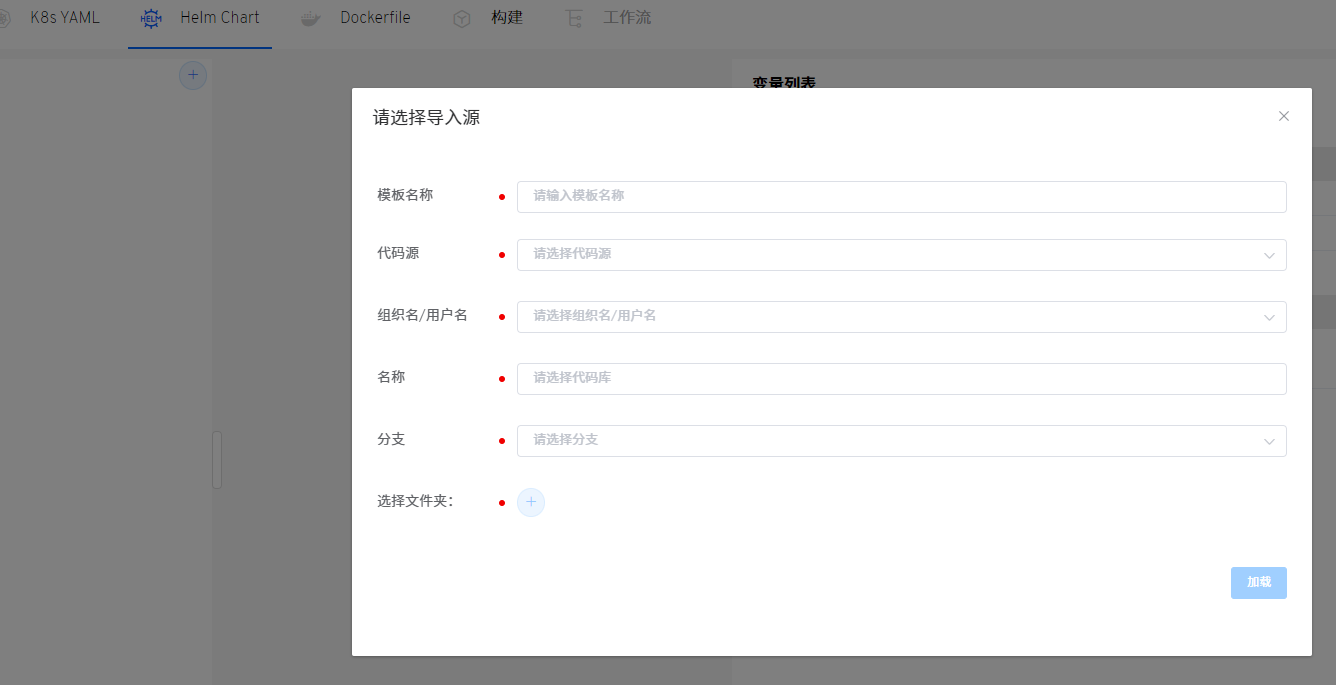 K8s YAML
HELM
Helm Chart
Dockerfile
构建
工作流
变量列表
请选择导入源
模板名称
请输入模板名称
代码源
请选择代码源
组织名/用户名
请选择组织名/用户名
名称
请选择代码库
分支
请选择分支
选择文件夹：
加载